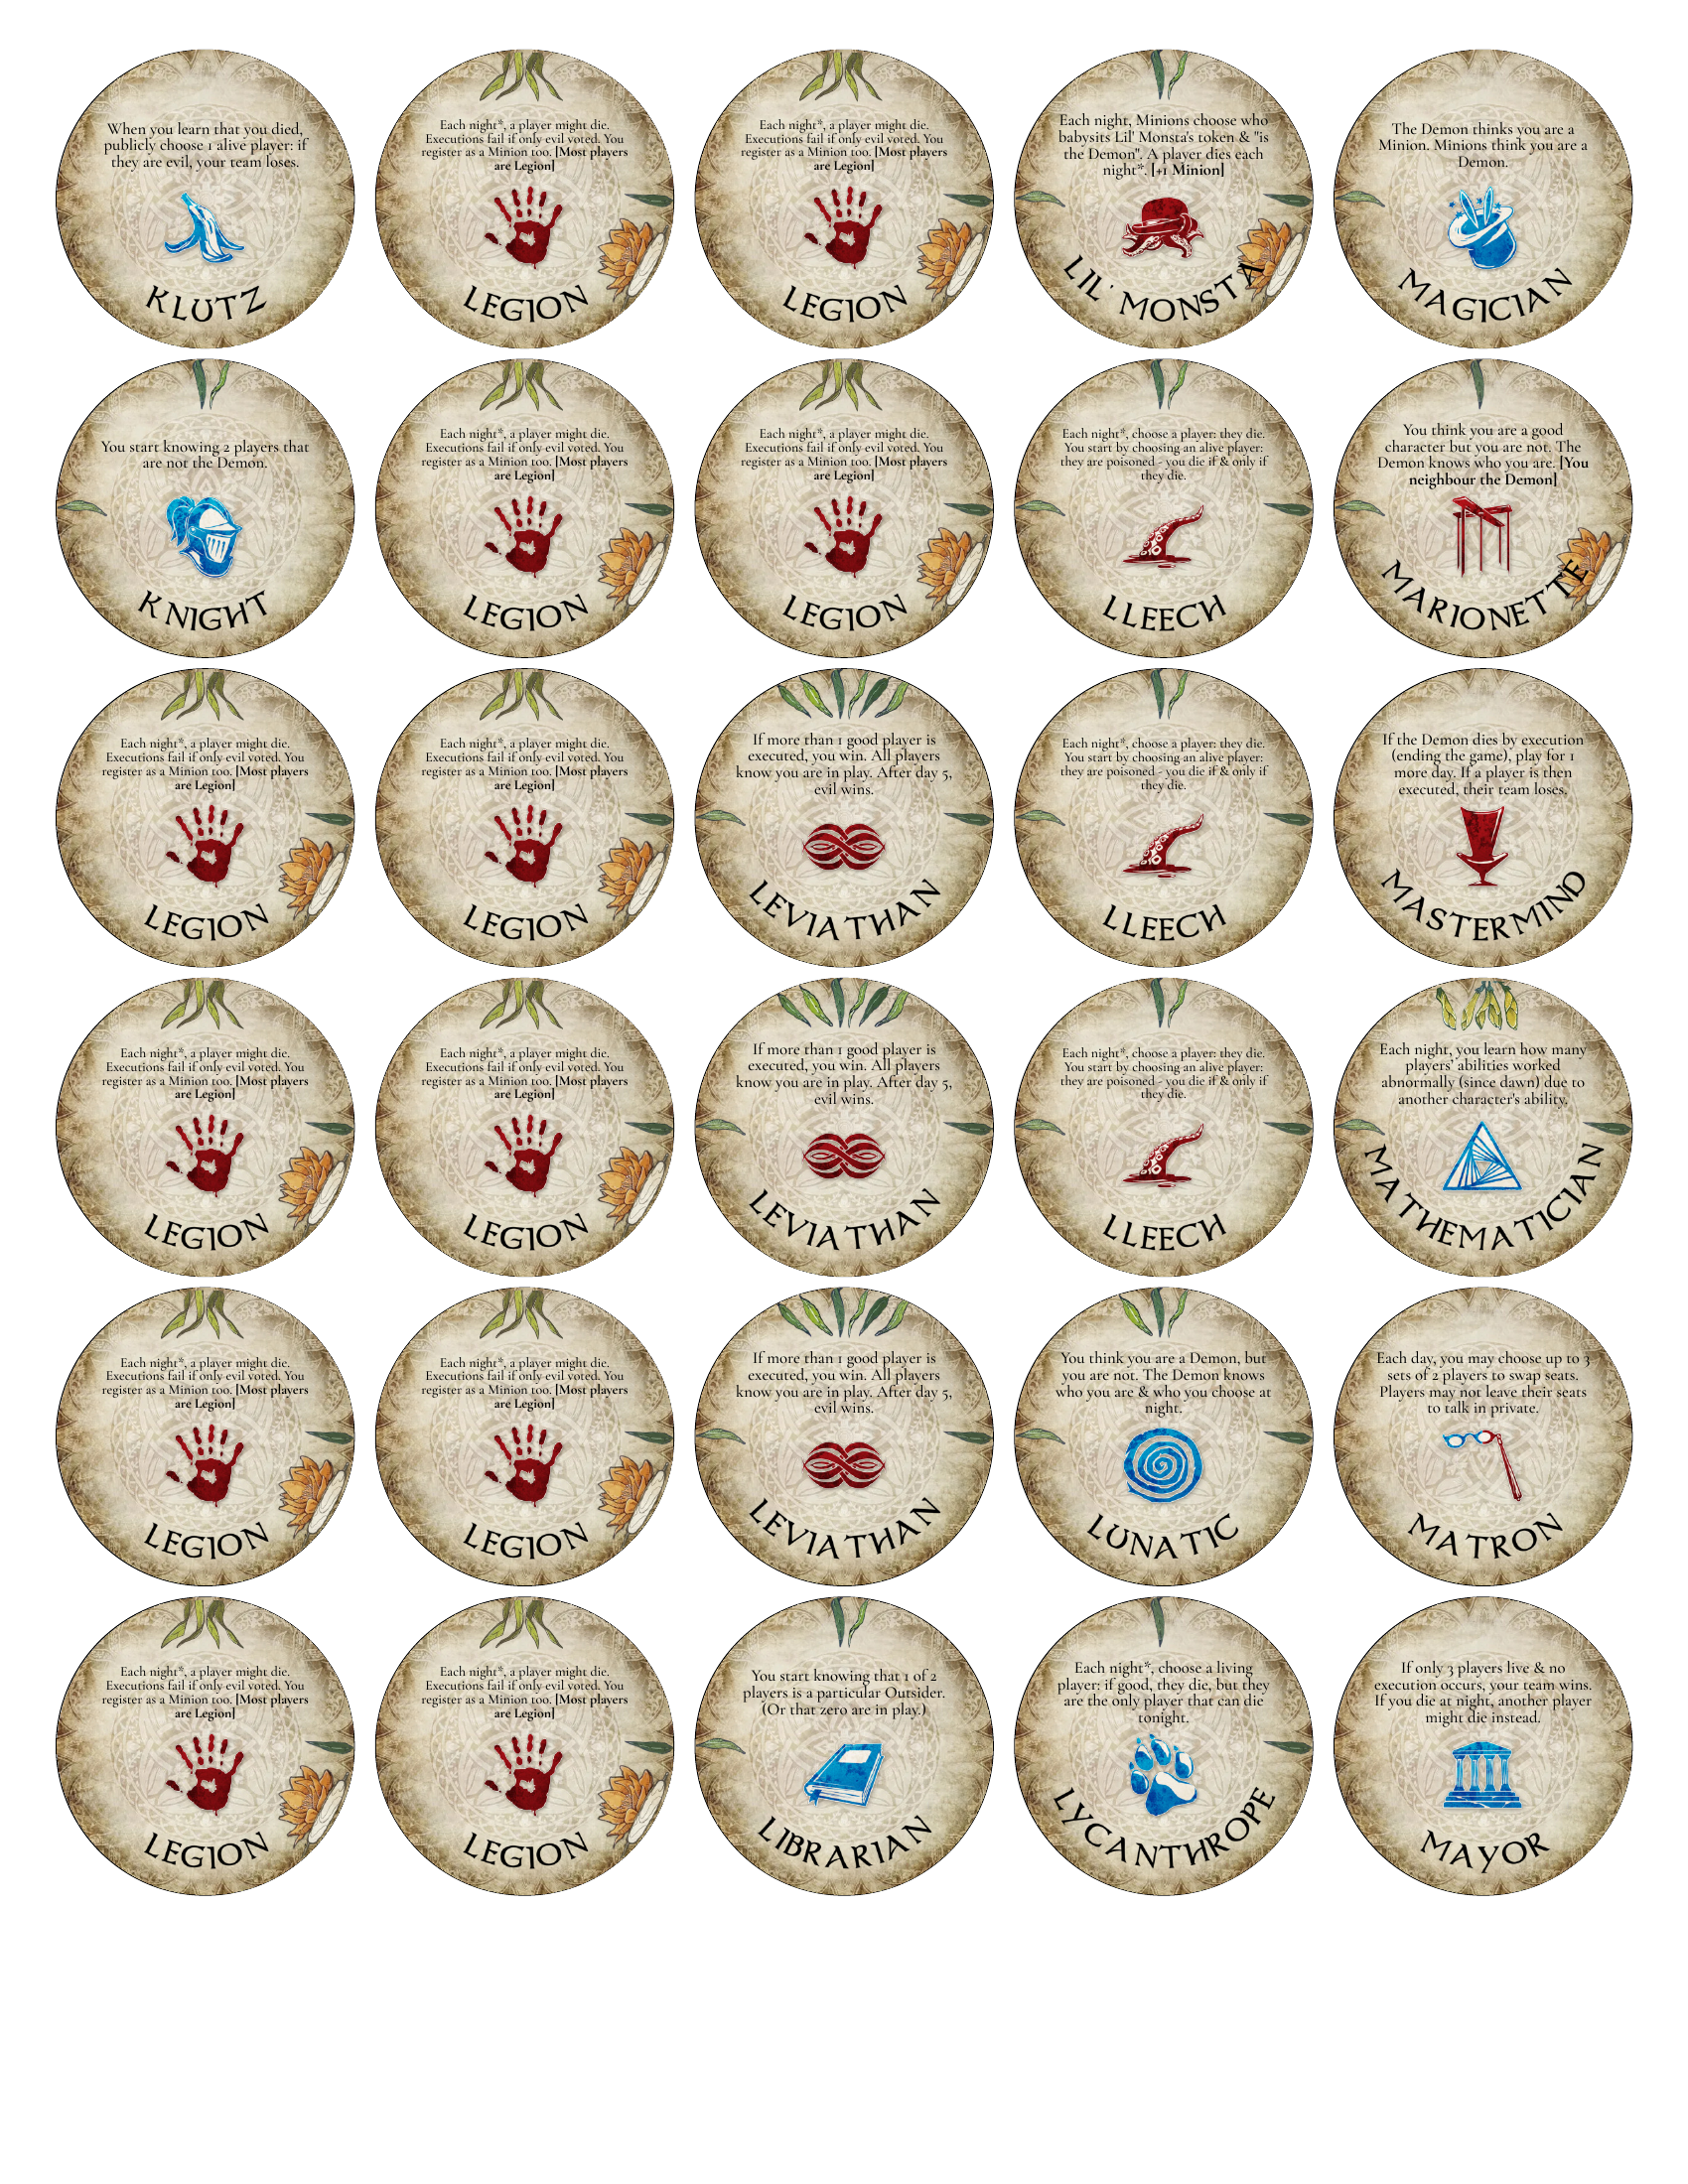 When you learn that you died,
publicly choose 1 alive player: if
they are evil, your team loses.
KLUTZ
Each night*, a player might die.
Executions fail if only evil voted. You
register as a Minion too. [Most players
are Legion]
LEGION
Each night*, a player might die.
Executions fail if only evil voted. You
register as a Minion too. [Most players
are Legion]
LEGION
Each night, Minions choose who
babysits Lil' Monsta's token & "is
the Demon". A player dies each
night*. [+1 Minion]
LIL' MONSTA
The Demon thinks you are a
Minion. Minions think you are a
Demon.
MAGICIAN
You start knowing 2 players that
are not the Demon.
KNIGHT
Each night*, a player might die.
Executions fail if only evil voted. You
register as a Minion too. [Most players
are Legion]
LEGION
Each night*, a player might die.
Executions fail if only evil voted. You
register as a Minion too. [Most players
are Legion]
LEGION
Each night*, choose a player: they die.
You start by choosing an alive player:
they are poisoned - you die if & only if
they die.
LLEECH
You think you are a good
character but you are not. The
Demon knows who you are. [You
neighbour the Demon]
MARIONETTE
Each night*, a player might die.
Executions fail if only evil voted. You
register as a Minion too. [Most players
are Legion]
LEGION
Each night*, a player might die.
Executions fail if only evil voted. You
register as a Minion too. [Most players
are Legion]
LEGION
If more than 1 good player is
executed, you win. All players
know you are in play. After day 5,
evil wins.
LEVIATHAN
Each night*, choose a player: they die.
You start by choosing an alive player:
they are poisoned - you die if & only if
they die.
LLEECH
If the Demon dies by execution
(ending the game), play for 1
more day. If a player is then
executed, their team loses.
MASTERMIND
Each night*, a player might die.
Executions fail if only evil voted. You
register as a Minion too. [Most players
are Legion]
LEGION
Each night*, a player might die.
Executions fail if only evil voted. You
register as a Minion too. [Most players
are Legion]
LEGION
If more than 1 good player is
executed, you win. All players
know you are in play. After day 5,
evil wins.
LEVIATHAN
Each night*, choose a player: they die.
You start by choosing an alive player:
they are poisoned - you die if & only if
they die.
LLEECH
Each night, you learn how many
players' abilities worked
abnormally (since dawn) due to
another character's ability.
MATHEMATICIAN
Each night*, a player might die.
Executions fail if only evil voted. You
register as a Minion too. [Most players
are Legion]
LEGION
Each night*, a player might die.
Executions fail if only evil voted. You
register as a Minion too. [Most players
are Legion]
LEGION
If more than 1 good player is
executed, you win. All players
know you are in play. After day 5,
evil wins.
LEVIATHAN
You think you are a Demon, but
you are not. The Demon knows
who you are & who you choose at
night.
LUNATIC
Each day, you may choose up to 3
sets of 2 players to swap seats.
Players may not leave their seats
to talk in private.
MATRON
Each night*, a player might die.
Executions fail if only evil voted. You
register as a Minion too. [Most players
are Legion]
LEGION
Each night*, a player might die.
Executions fail if only evil voted. You
register as a Minion too. [Most players
are Legion]
LEGION
You start knowing that 1 of 2
players is a particular Outsider.
(Or that zero are in play.)
LIBRARIAN
Each night*, choose a living
player: if good, they die, but they
are the only player that can die
tonight.
LYCANTHROPE
If only 3 players live & no
execution occurs, your team wins.
If you die at night, another player
might die instead.
MAYOR